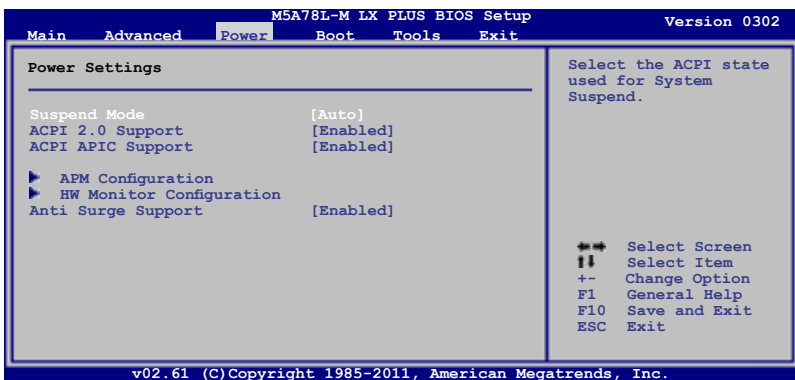 M5A78L-M LX PLUS BIOS Setup
Version 0302
Main Advanced Power Boot Tools Exit
Power Settings
Suspend Mode [Auto]
ACPI 2.0 Support [Enabled]
ACPI APIC Support [Enabled]
APM Configuration
HW Monitor Configuration
Anti Surge Support [Enabled]
Select the ACPI state
used for System
Suspend.
←→ Select Screen
↑↓ Select Item
+- Change Option
F1 General Help
F10 Save and Exit
ESC Exit
v02.61 (C)Copyright 1985-2011, American Megatrends, Inc.